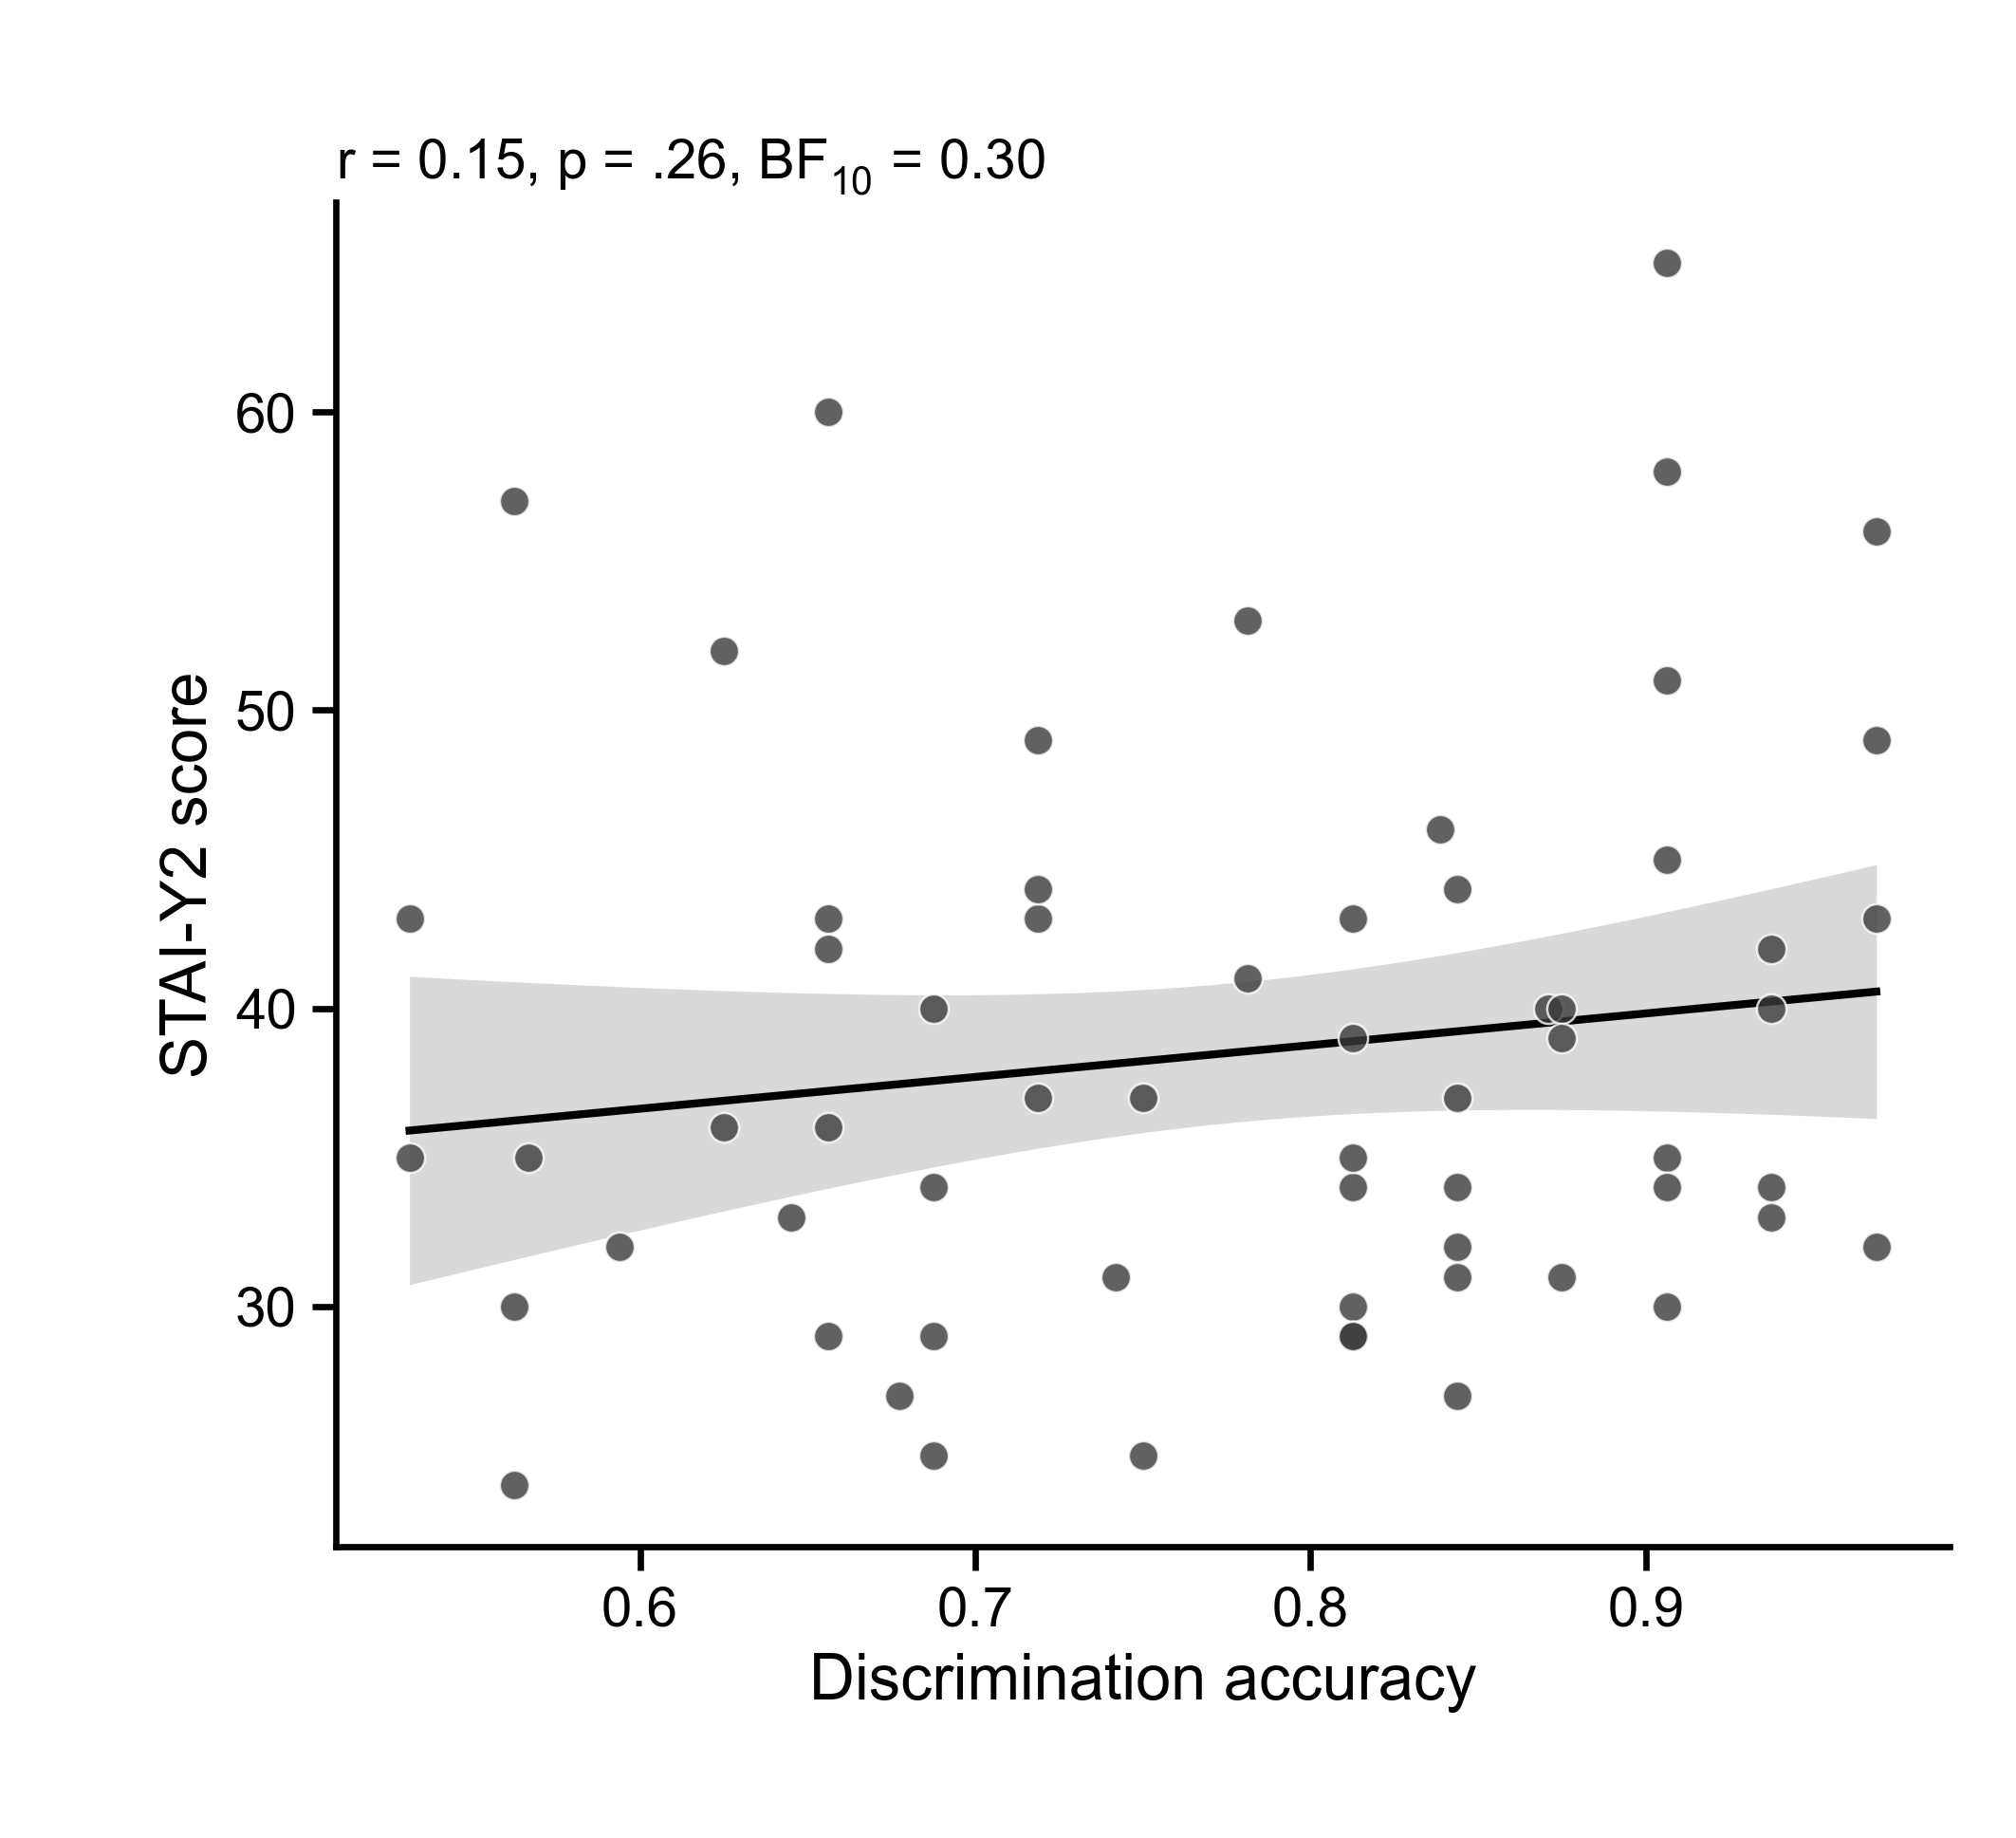 r = 0.15, p = .26, BF₁₀ = 0.30
STAI-Y2 score
60
50
40
30
0.6 0.7 0.8 0.9
Discrimination accuracy